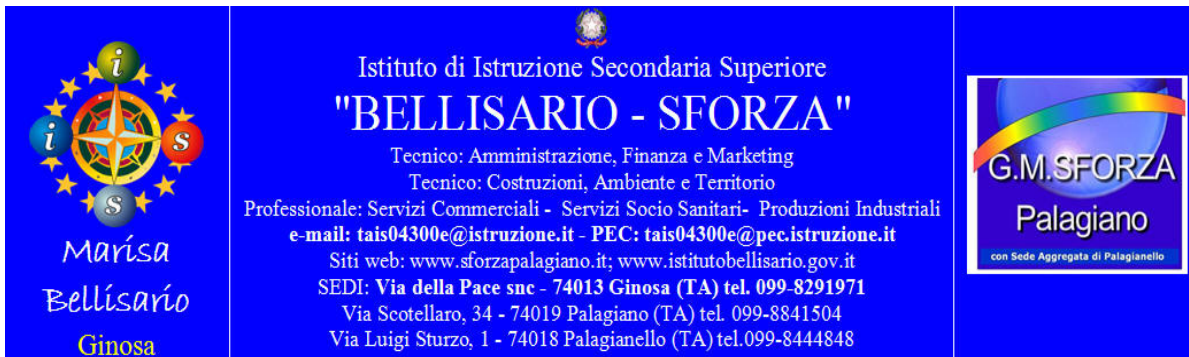 i
i s
s
Marisa
Bellisario
Ginosa
Istituto di Istruzione Secondaria Superiore
"BELLISARIO - SFORZA"
Tecnico: Amministrazione, Finanza e Marketing
Tecnico: Costruzioni, Ambiente e Territorio
Professionale: Servizi Commerciali - Servizi Socio Sanitari- Produzioni Industriali
e-mail: tais04300e@istruzione.it - PEC: tais04300e@pec.istruzione.it
Siti web: www.sforzapalagiano.it; www.istitutobellisario.gov.it
SEDI: Via della Pace snc - 74013 Ginosa (TA) tel. 099-8291971
Via Scotellaro, 34 - 74019 Palagiano (TA) tel. 099-8841504
Via Luigi Sturzo, 1 - 74018 Palagianello (TA) tel.099-8444848
G.M.SFORZA
Palagiano
con Sede Aggregata di Palagianello